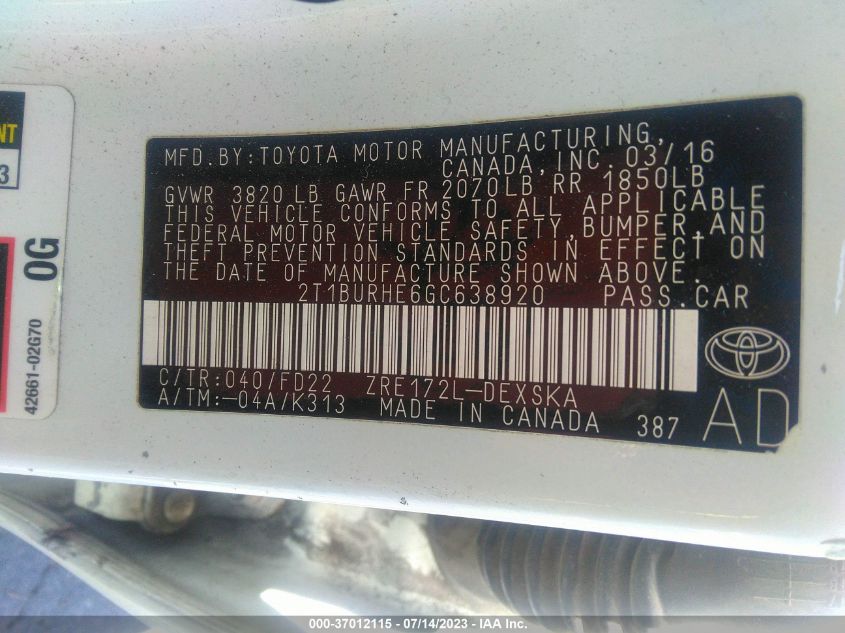 MFD.BY:TOYOTA MOTOR MANUFACTURING,
CANADA,INC.03/16
GVWR 3820 LB GAWR FR 2070LB RR 1850LB
THIS VEHICLE CONFORMS TO ALL APPLICABLE
FEDERAL MOTOR VEHICLE SAFETY,BUMPER,AND
THEFT PREVENTION STANDARDS IN EFFECT ON
THE DATE OF MANUFACTURE SHOWN ABOVE.
2T1BURHE6GC638920 PASS.CAR
C/TR:040/FD22 ZRE172L-DEXSKA
A/TM:-04A/K313 MADE IN CANADA 387 AD
NT
3
0G
42661-02G70
000-37012115 - 07/14/2023 - IAA Inc.